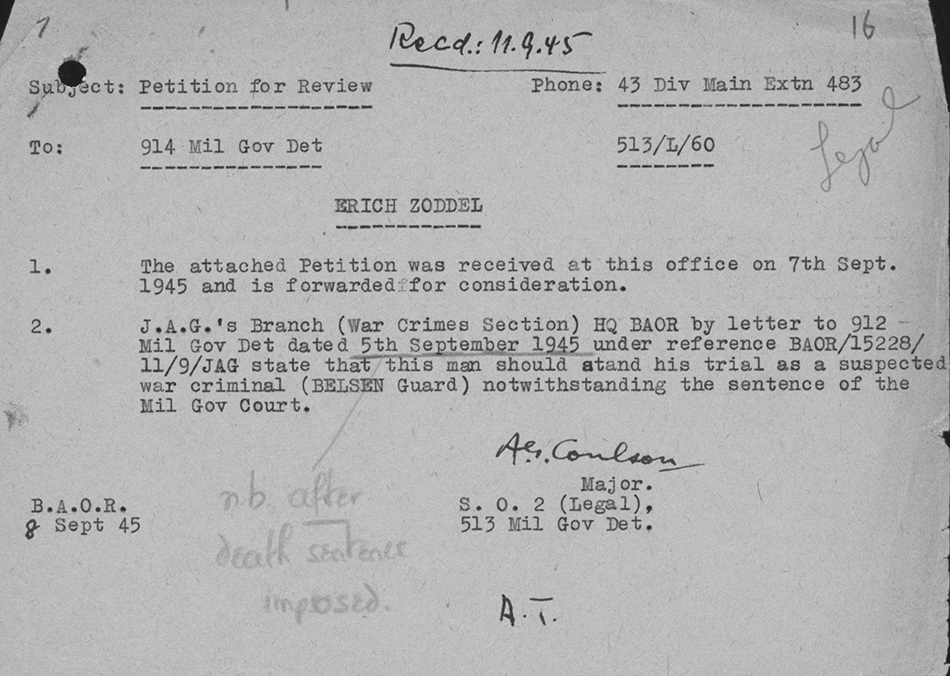 7
16
Recd.: 11.9.45
Subject: Petition for Review Phone: 43 Div Main Extn 483
To: 914 Mil Gov Det 513/L/60
Legal
ERICH ZODDEL
1. The attached Petition was received at this office on 7th Sept.
1945 and is forwarded for consideration.
2. J.A.G.'s Branch (War Crimes Section) HQ BAOR by letter to 912
Mil Gov Det dated 5th September 1945 under reference BAOR/15228/
11/9/JAG state that this man should stand his trial as a suspected
war criminal (BELSEN Guard) notwithstanding the sentence of the
Mil Gov Court.
A.G. Coulson
Major.
B.A.O.R. S. O. 2 (Legal),
8 Sept 45 513 Mil Gov Det.
n.b. after
death sentence
imposed.
A.T.